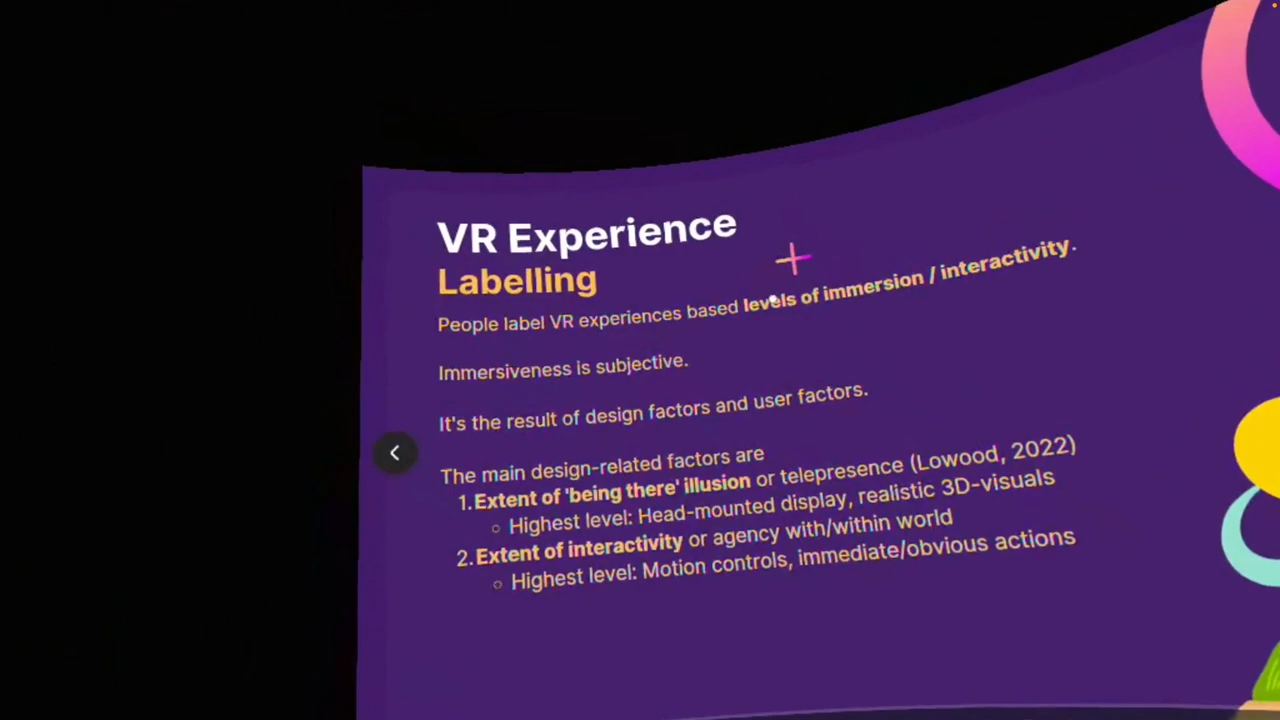 VR Experience
Labelling
People label VR experiences based levels of immersion / interactivity.
Immersiveness is subjective.
It's the result of design factors and user factors.
The main design-related factors are
1. Extent of 'being there' illusion or telepresence (Lowood, 2022)
○ Highest level: Head-mounted display, realistic 3D-visuals
2. Extent of interactivity or agency with/within world
○ Highest level: Motion controls, immediate/obvious actions